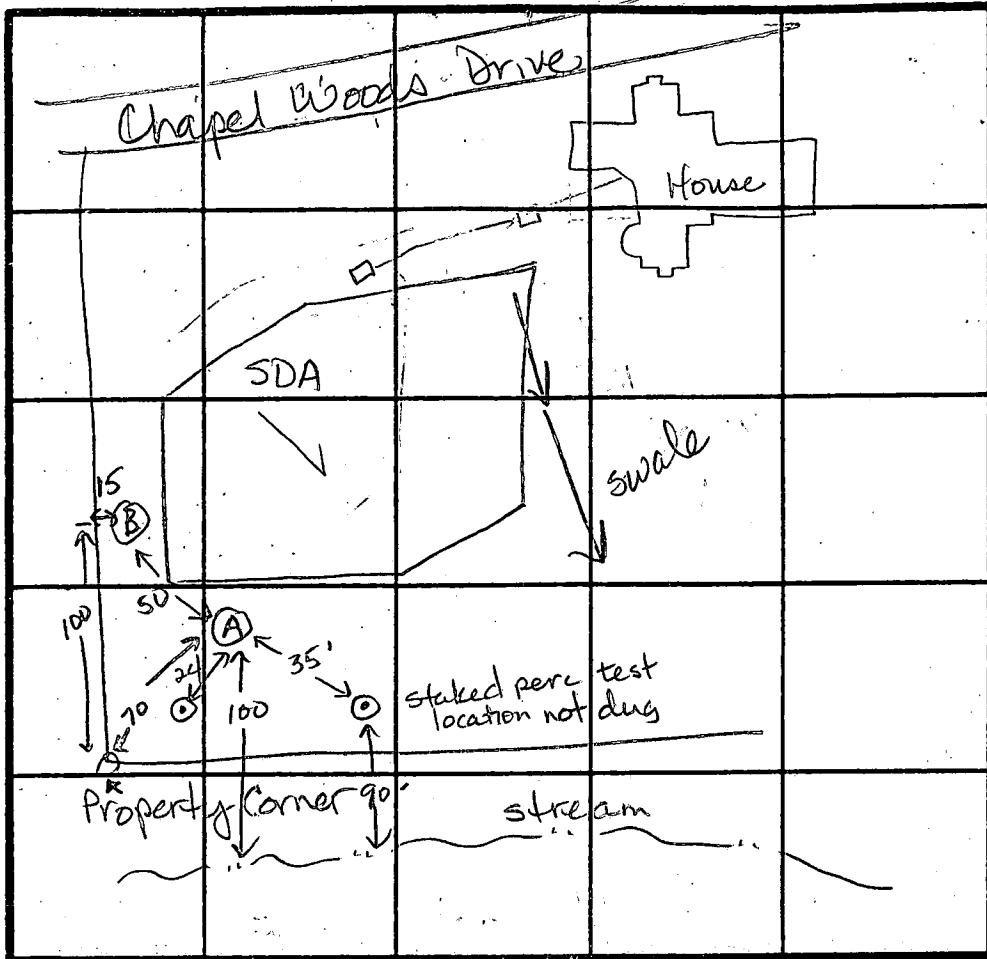 Chapel Woods Drive
House
SDA
swale
15
B
50
100
A
35'
24
70
100
staked perc test
location not dug
Property Corner
90'
stream